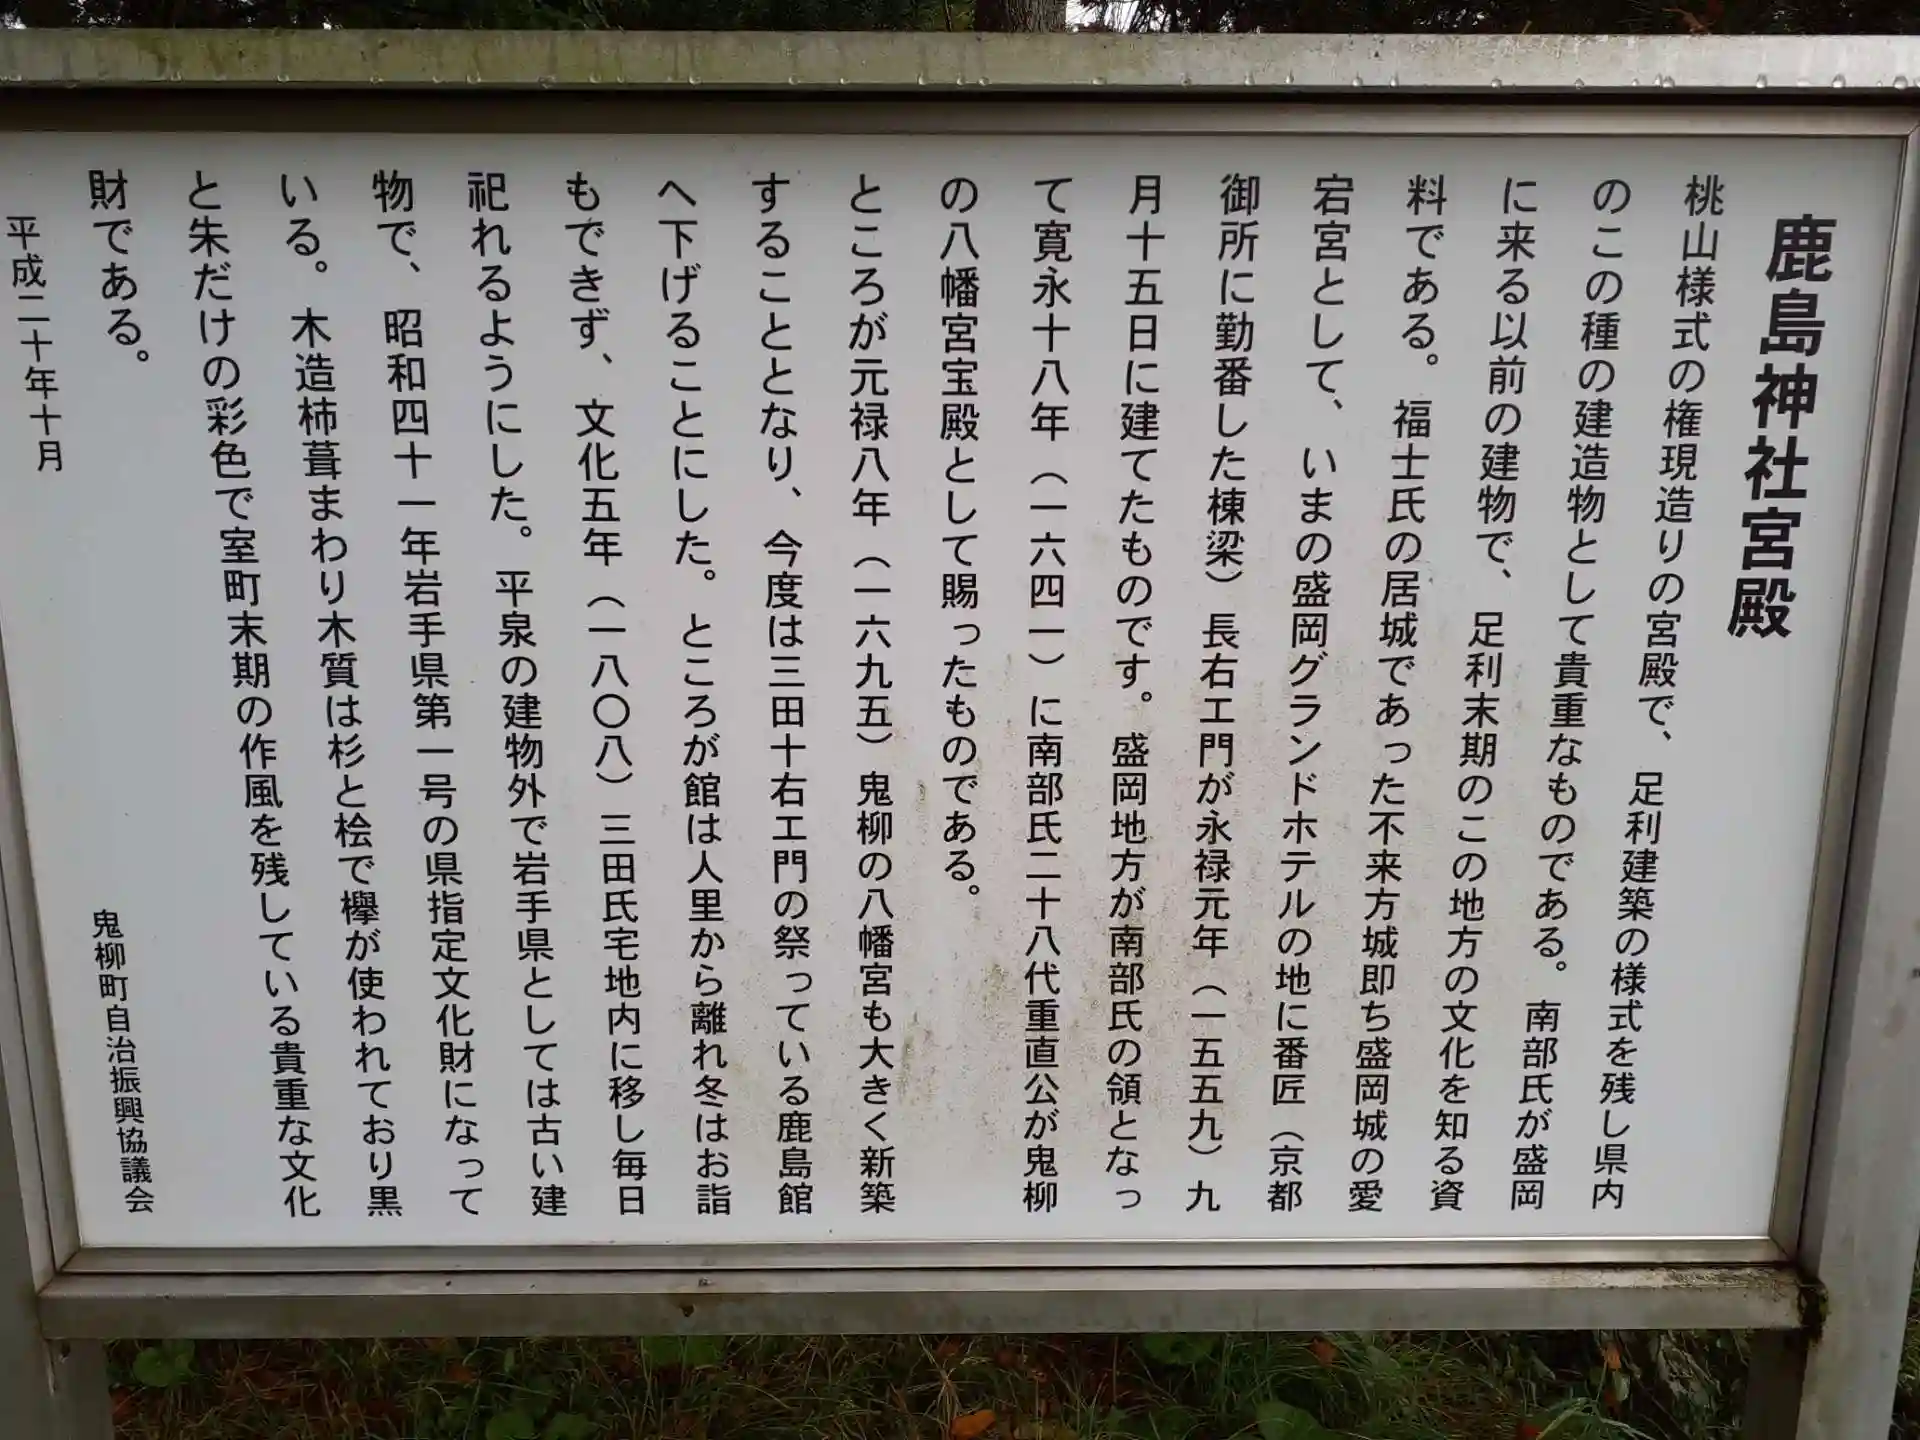 鹿島神社宮殿
桃山様式の権現造りの宮殿で、足利建築の様式を残し県内
のこの種の建造物として貴重なものである。南部氏が盛岡
に来る以前の建物で、足利末期のこの地方の文化を知る資
料である。福士氏の居城であった不来方城即ち盛岡城の愛
宕宮として、いまの盛岡グランドホテルの地に番匠（京都
御所に勤番した棟梁）長右エ門が永禄元年（一五五九）九
月十五日に建てたものです。盛岡地方が南部氏の領となっ
て寛永十八年（一六四一）に南部氏二十八代重直公が鬼柳
の八幡宮宝殿として賜ったものである。
ところが元禄八年（一六九五）鬼柳の八幡宮も大きく新築
することとなり、今度は三田十右エ門の祭っている鹿島館
へ下げることにした。ところが館は人里から離れ冬はお詣
もできず、文化五年（一八〇八）三田氏宅地内に移し毎日
祀れるようにした。平泉の建物外で岩手県としては古い建
物で、昭和四十一年岩手県第一号の県指定文化財になって
いる。木造柿葺まわり木質は杉と桧で欅が使われており黒
と朱だけの彩色で室町末期の作風を残している貴重な文化
財である。
平成二十年十月
鬼柳町自治振興協議会